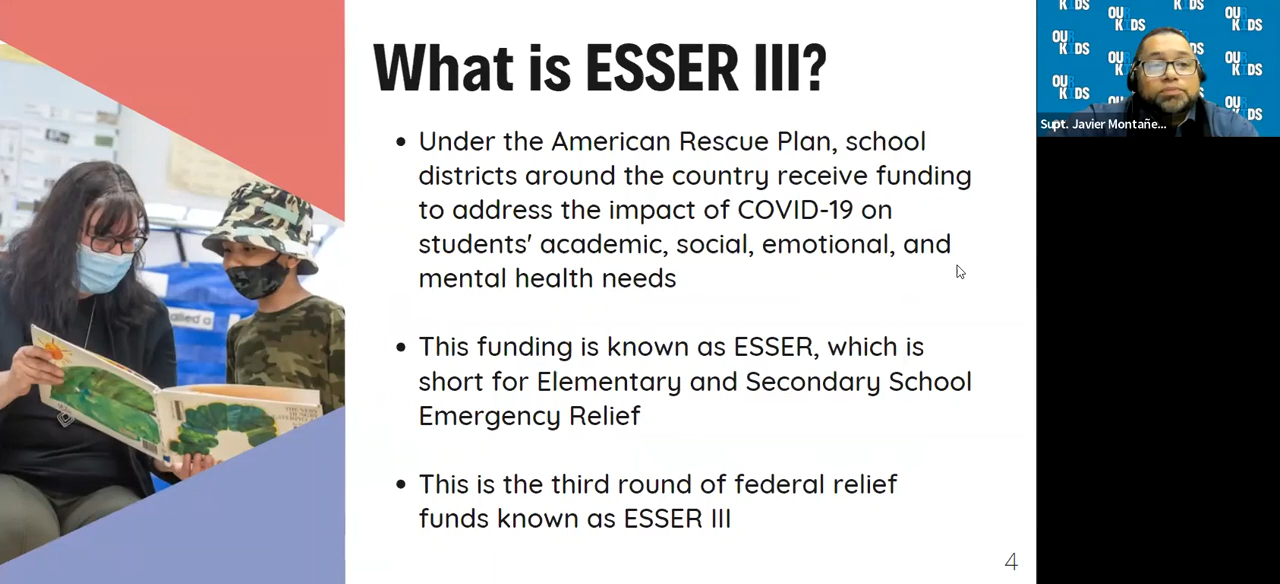 What is ESSER III?
• Under the American Rescue Plan, school
districts around the country receive funding
to address the impact of COVID-19 on
students' academic, social, emotional, and
mental health needs
• This funding is known as ESSER, which is
short for Elementary and Secondary School
Emergency Relief
• This is the third round of federal relief
funds known as ESSER III
4
alled a
OUR
KIDS
Supt. Javier Montañe...